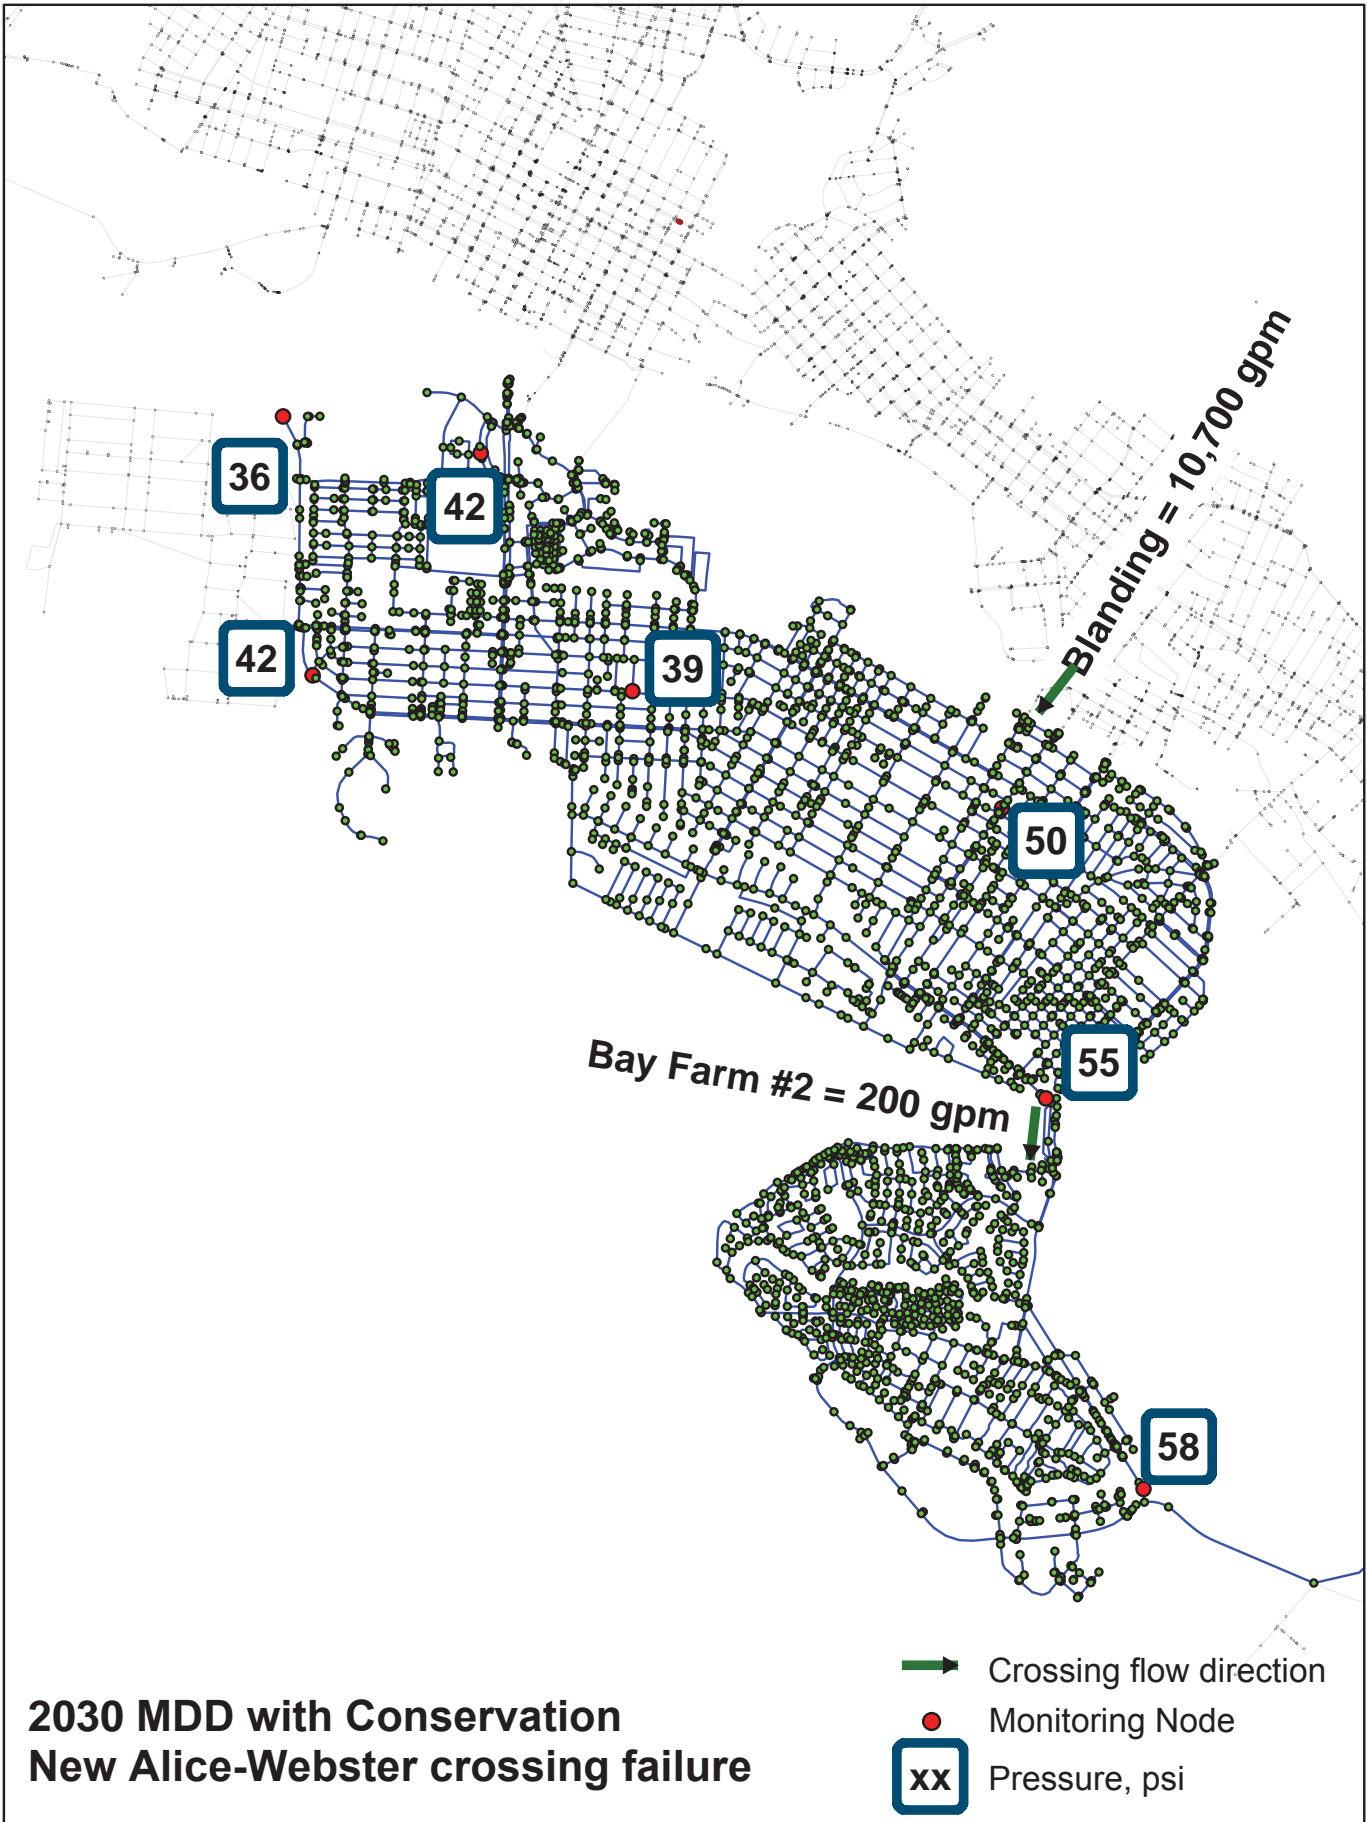 Blanding = 10,700 gpm
36
42
42
39
50
55
Bay Farm #2 = 200 gpm
58
Crossing flow direction
Monitoring Node
xx Pressure, psi
2030 MDD with Conservation
New Alice-Webster crossing failure